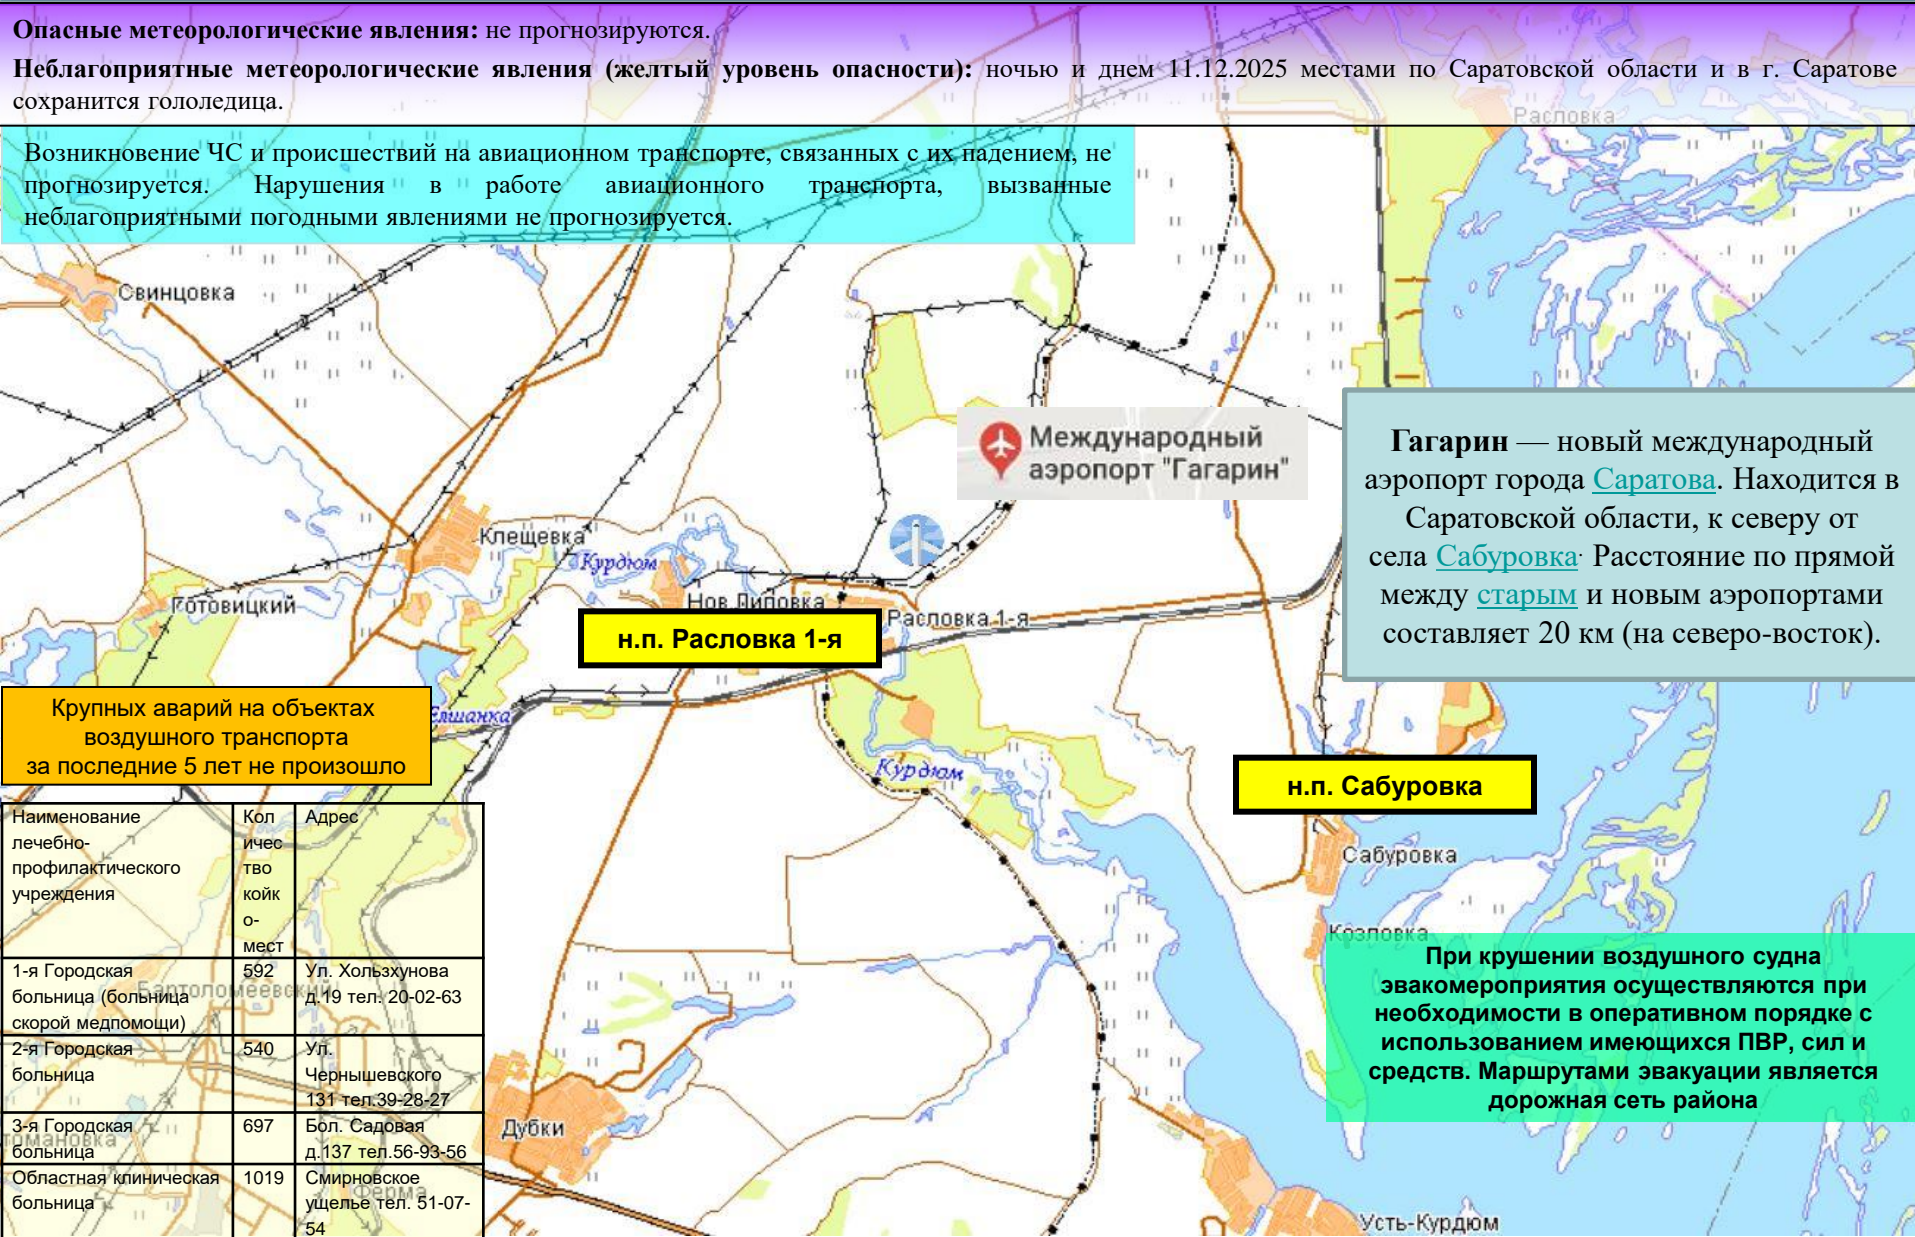 Опасные метеорологические явления: не прогнозируются.
Неблагоприятные метеорологические явления (желтый уровень опасности): ночью и днем 11.12.2025 местами по Саратовской области и в г. Саратове
сохранится гололедица.
Расловка
Возникновение ЧС и происшествий на авиационном транспорте, связанных с их падением, не
прогнозируется. Нарушения в работе авиационного транспорта, вызванные
неблагоприятными погодными явлениями не прогнозируется.
Свинцовка
Международный
аэропорт "Гагарин"
Гагарин — новый международный
аэропорт города Саратова. Находится в
Саратовской области, к северу от
села Сабуровка. Расстояние по прямой
между старым и новым аэропортами
составляет 20 км (на северо-восток).
Клещевка
Курдюм
Готовицкий
Нов.Липовка
Расловка 1-я
н.п. Расловка 1-я
Елшанка
Крупных аварий на объектах
воздушного транспорта
за последние 5 лет не произошло
Курдюм
н.п. Сабуровка
Сабуровка
Козловка
При крушении воздушного судна
эвакомероприятия осуществляются при
необходимости в оперативном порядке с
использованием имеющихся ПВР, сил и
средств. Маршрутами эвакуации является
дорожная сеть района
Наименование
лечебно-
профилактического
учреждения
Кол
ичес
тво
койк
о-
мест
Адрес
1-я Городская
больница (больница
скорой медпомощи)
592
Ул. Хользхунова
д.19 тел. 20-02-63
Бартоломеевский
2-я Городская
больница
540
Ул.
Чернышевского
131 тел.39-28-27
3-я Городская
больница
697
Бол. Садовая
д.137 тел.56-93-56
Областная клиническая
больница
1019
Смирновское
ущелье тел. 51-07-
54
Ферма
Дубки
Усть-Курдюм